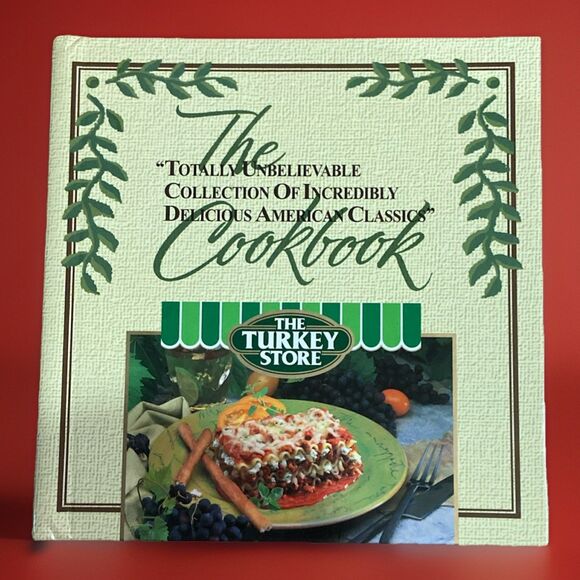 The
“TOTALLY UNBELIEVABLE
COLLECTION OF INCREDIBLY
DELICIOUS AMERICAN CLASSICS”
Cookbook
THE
TURKEY
STORE